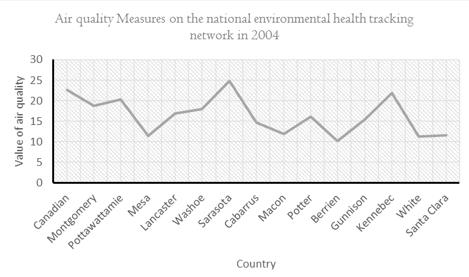 Air quality Measures on the national environmental health tracking
network in 2004
Value of air quality
30
25
20
15
10
5
0
Canadian
Montgomery
Pottawattamie
Mesa
Lancaster
Washoe
Sarasota
Cabarrus
Macon
Potter
Berrien
Gunnison
Kennebec
White
Santa Clara
Country